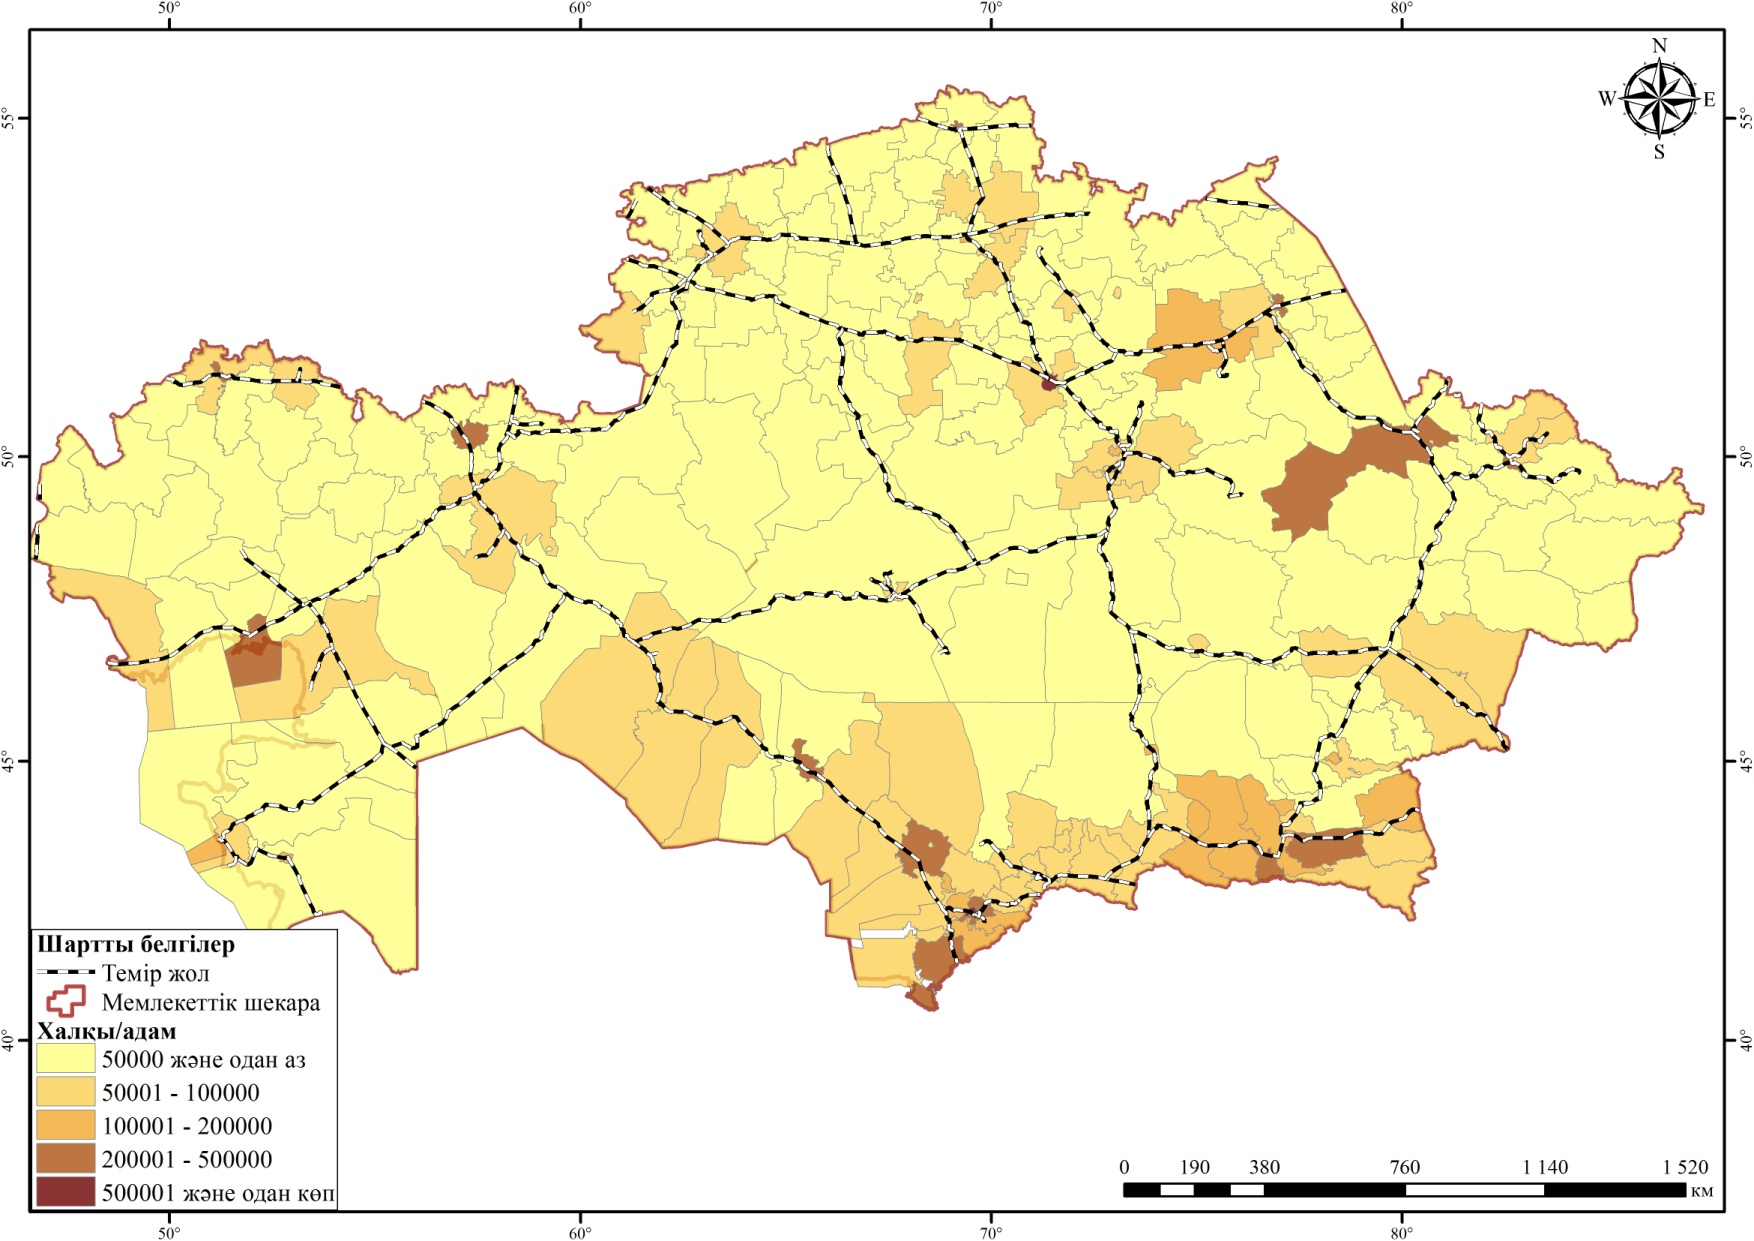 50° 60° 70° 80°
N
W E
S
55° 55°
50° 50°
45° 45°
40° 40°
Шартты белгілер
Темір жол
Мемлекеттік шекара
Халқы/адам
50000 және одан аз
50001 - 100000
100001 - 200000
200001 - 500000
500001 және одан көп
0 190 380 760 1 140 1 520
км
50° 60° 70° 80°